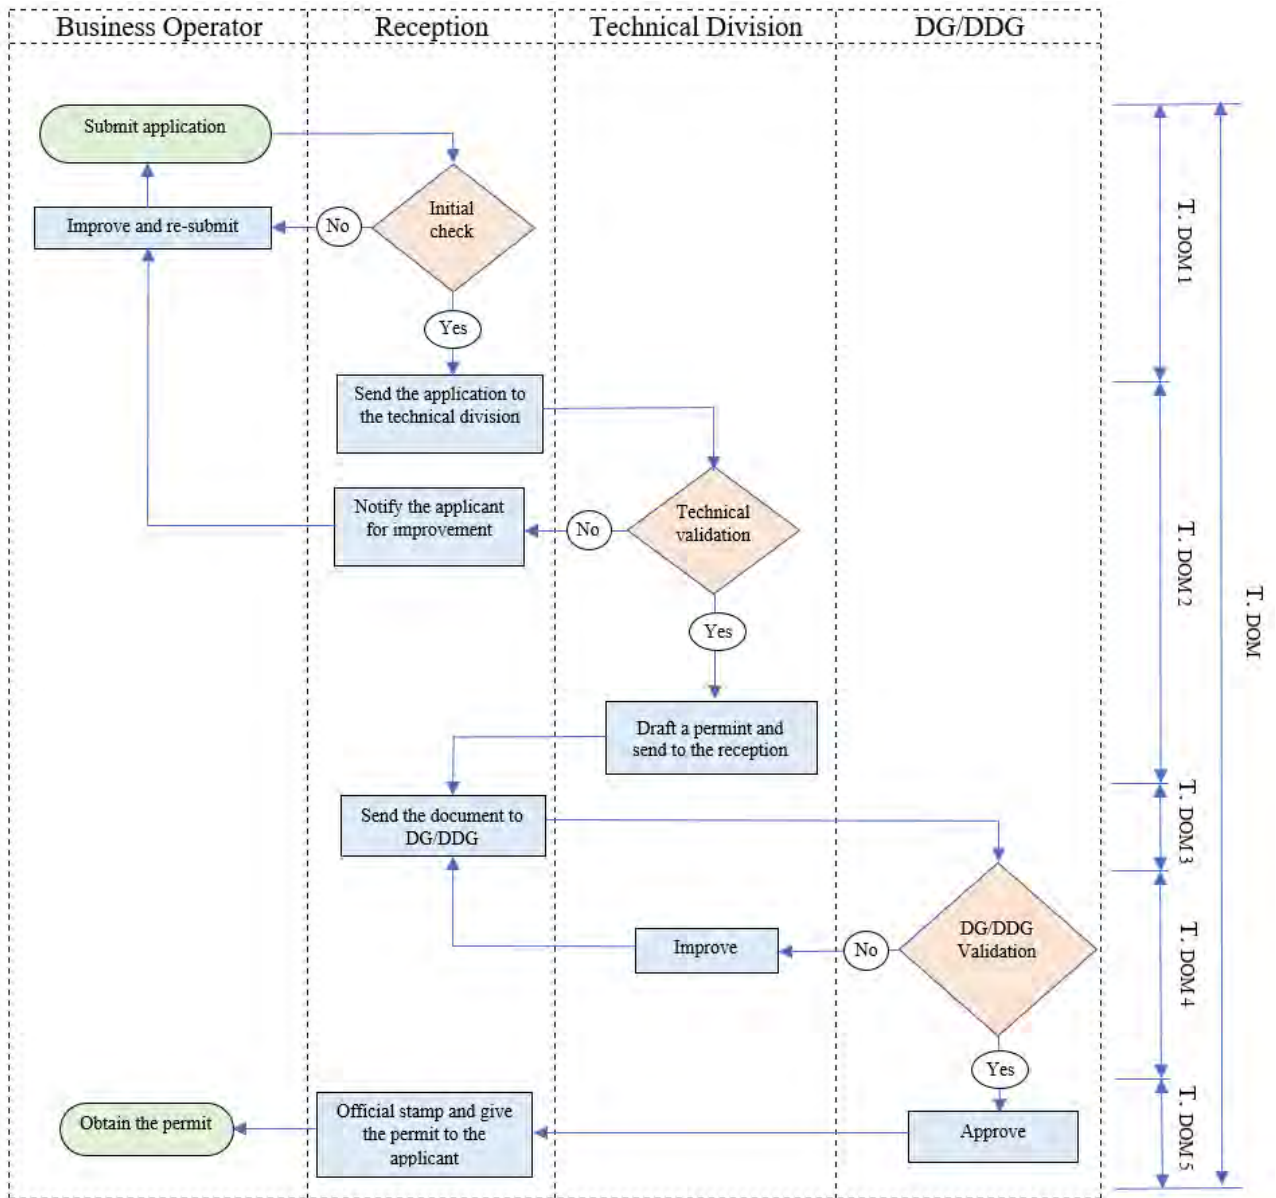 Business Operator
Reception
Technical Division
DG/DDG
Submit application
Initial
check
No
Improve and re-submit
Yes
T. DOM 1
Send the application to
the technical division
Technical
validation
No
Notify the applicant
for improvement
Yes
T. DOM 2
T. DOM
Draft a permint and
send to the reception
Send the document to
DG/DDG
T. DOM 3
DG/DDG
Validation
No
Improve
T. DOM 4
Yes
Approve
Official stamp and give
the permit to the
applicant
Obtain the permit
T. DOM 5